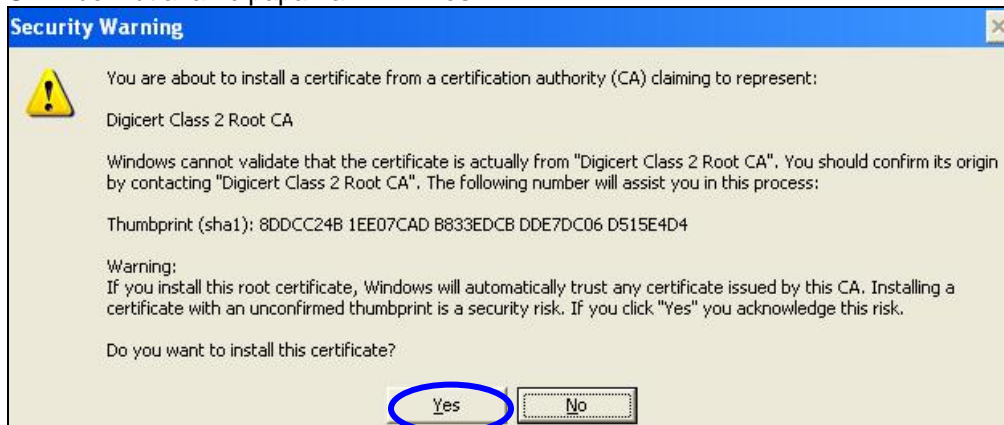 Security Warning
You are about to install a certificate from a certification authority (CA) claiming to represent:
Digicert Class 2 Root CA
Windows cannot validate that the certificate is actually from "Digicert Class 2 Root CA". You should confirm its origin
by contacting "Digicert Class 2 Root CA". The following number will assist you in this process:
Thumbprint (sha1): 8DDCC24B 1EE07CAD B833EDCB DDE7DC06 D515E4D4
Warning:
If you install this root certificate, Windows will automatically trust any certificate issued by this CA. Installing a
certificate with an unconfirmed thumbprint is a security risk. If you click "Yes" you acknowledge this risk.
Do you want to install this certificate?
Yes No